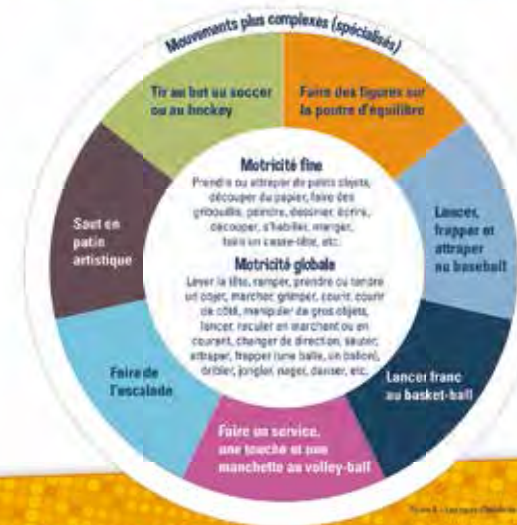 Mouvements plus complexes (spécialisés)
Tir au but au soccer
ou au hockey
Faire des figures sur
la poutre d'équilibre
Lancer,
frapper et
attraper
au baseball
Lancer franc
au basket-ball
Faire un service,
une touche et une
manchette au volley-ball
Faire de
l'escalade
Saut en
patin
artistique
Motricité fine
Prendre ou attraper de petits objets,
découper du papier, faire des
gribouillis, peindre, dessiner, écrire,
découper, s'habiller, manger,
faire un casse-tête, etc.
Motricité globale
Lever la tête, ramper, prendre ou tendre
un objet, marcher, grimper, courir, courir
de côté, manipuler de gros objets,
lancer, reculer en marchant ou en
courant, changer de direction, sauter,
attraper, frapper (une balle, un ballon),
dribler, jongler, nager, danser, etc.